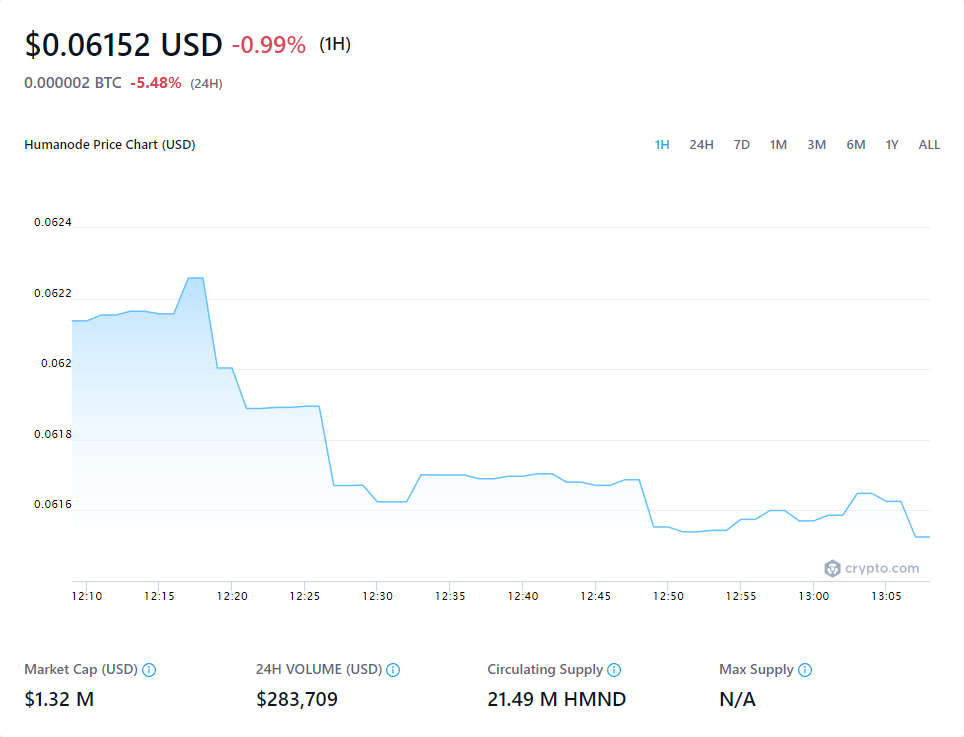 $0.06152 USD -0.99% (1H)
0.000002 BTC -5.48% (24H)
Humanode Price Chart (USD) 1H 24H 7D 1M 3M 6M 1Y ALL
0.0624
0.0622
0.062
0.0618
0.0616
crypto.com
12:10 12:15 12:20 12:25 12:30 12:35 12:40 12:45 12:50 12:55 13:00 13:05
Market Cap (USD) 24H VOLUME (USD) Circulating Supply Max Supply
$1.32 M $283,709 21.49 M HMND N/A